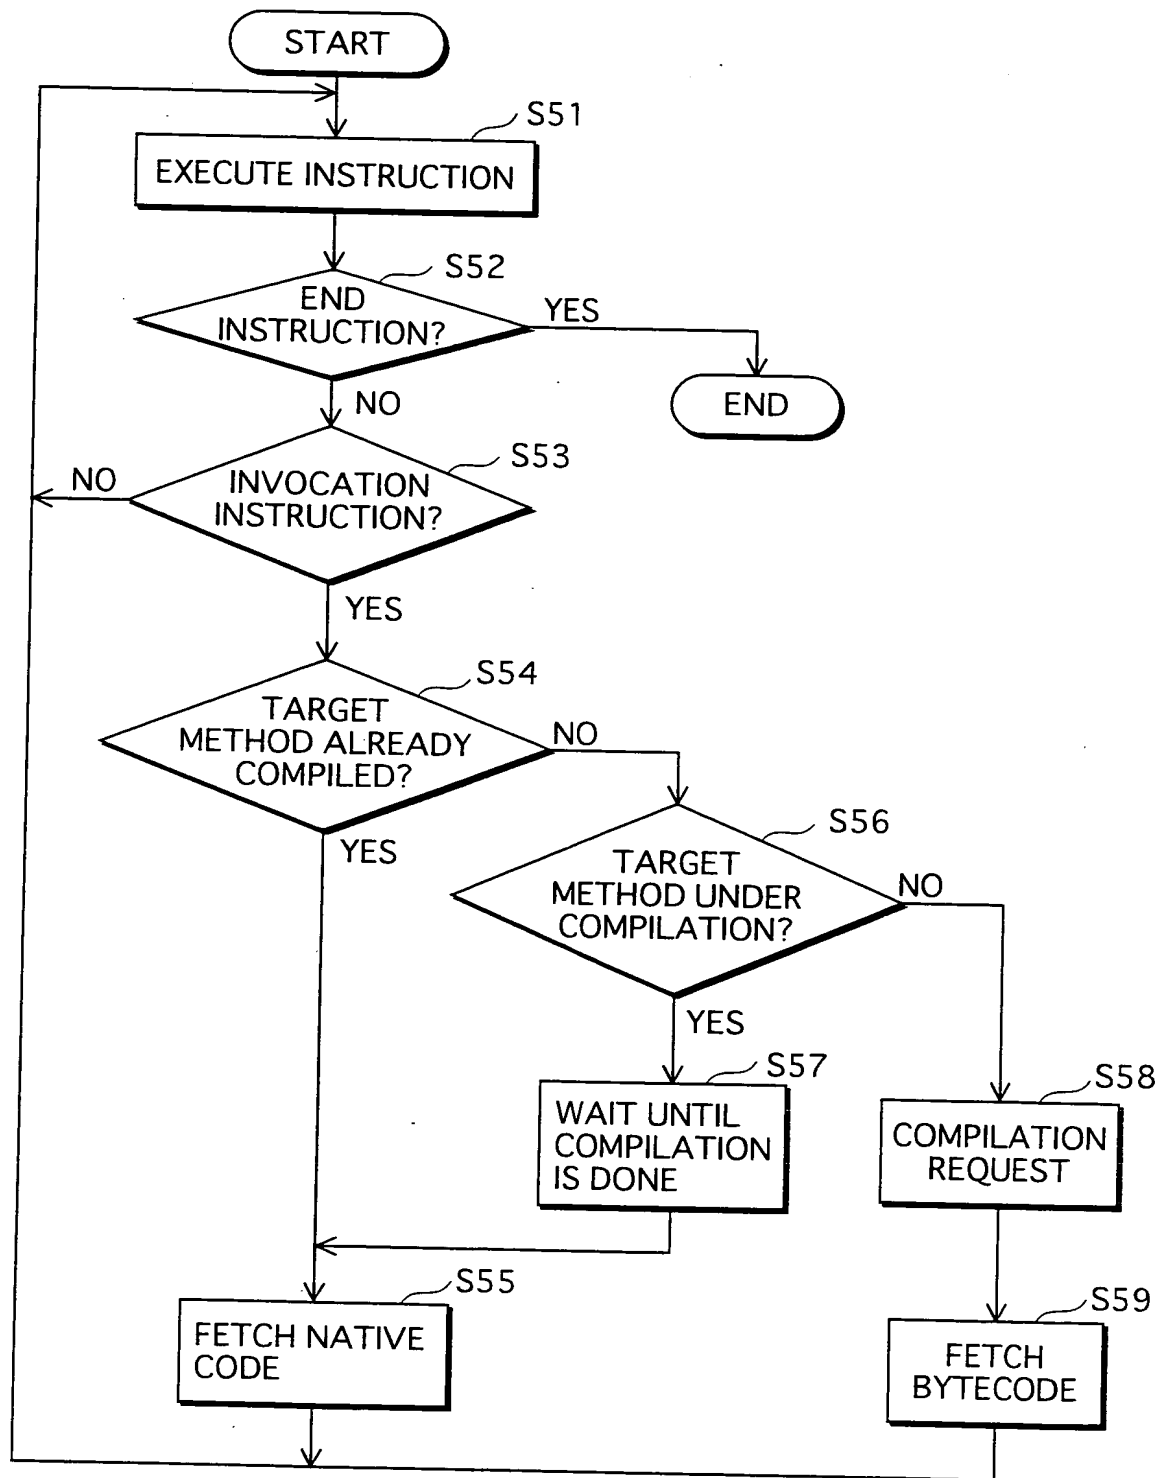 START
S51
EXECUTE INSTRUCTION
S52
END
INSTRUCTION?
YES
END
NO
S53
INVOCATION
INSTRUCTION?
NO
YES
S54
TARGET
METHOD ALREADY
COMPILED?
NO
YES
S56
TARGET
METHOD UNDER
COMPILATION?
NO
YES
S57
WAIT UNTIL
COMPILATION
IS DONE
S58
COMPILATION
REQUEST
S55
FETCH NATIVE
CODE
S59
FETCH
BYTECODE